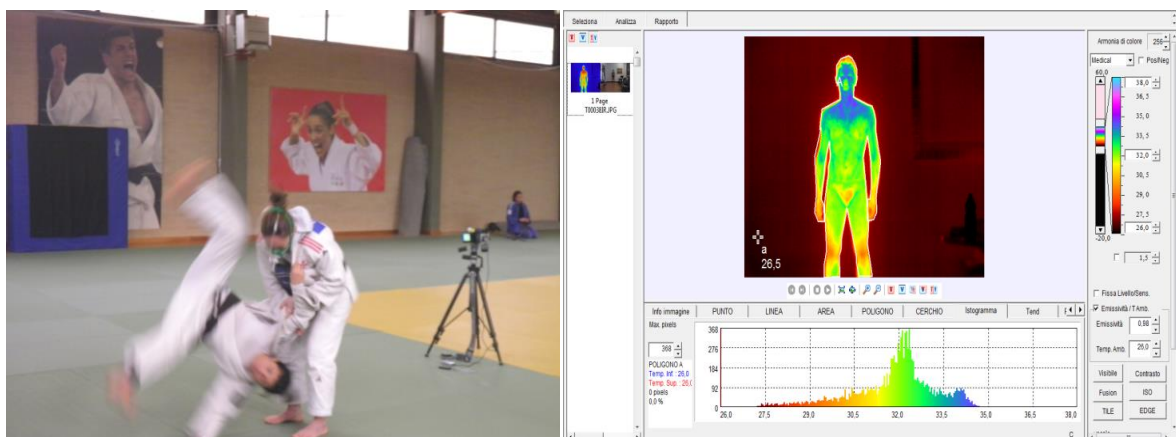 Seleziona Analizza Rapporto
1 Page
T0003EIR.JPG
a
26,5
Armonia di colore 256
Medical Pos/Neg
60,0
38,0
36,5
35,0
33,5
32,0
30,5
29,0
27,5
26,0
-20,0
1,5
Fissa Livello/Sens.
Emissività / T Amb.
Emissività 0,98
Temp. Amb. 26,0
Visibile Contrasto
Fusion ISO
TILE EDGE
Info immagine PUNTO LINEA AREA POLIGONO CERCHIO Istogramma Tend
Max. pixels
368
POLIGONO A
Temp. Inf : 26,0
Temp. Sup. : 26,0
0 pixels
0,0 %
368
276
184
92
0
26,0 27,5 29,0 30,5 32,0 33,5 35,0 36,5 38,0
C